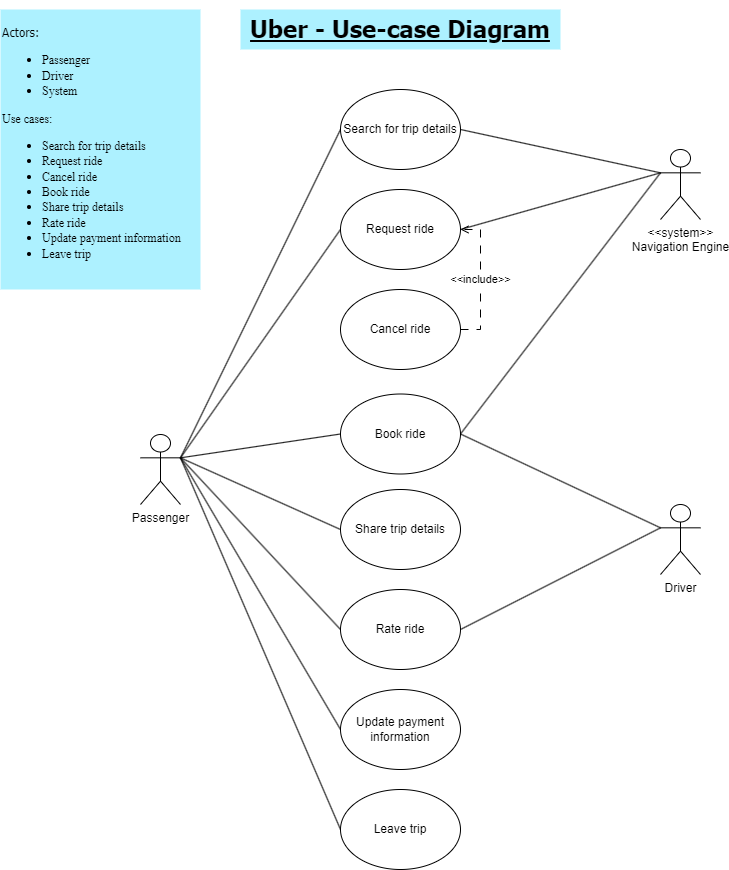 Uber - Use-case Diagram
Actors:
Passenger
Driver
System
Use cases:
Search for trip details
Request ride
Cancel ride
Book ride
Share trip details
Rate ride
Update payment information
Leave trip
Search for trip details
Request ride
<<system>>
Navigation Engine
<<include>>
Cancel ride
Book ride
Passenger
Share trip details
Driver
Rate ride
Update payment
information
Leave trip